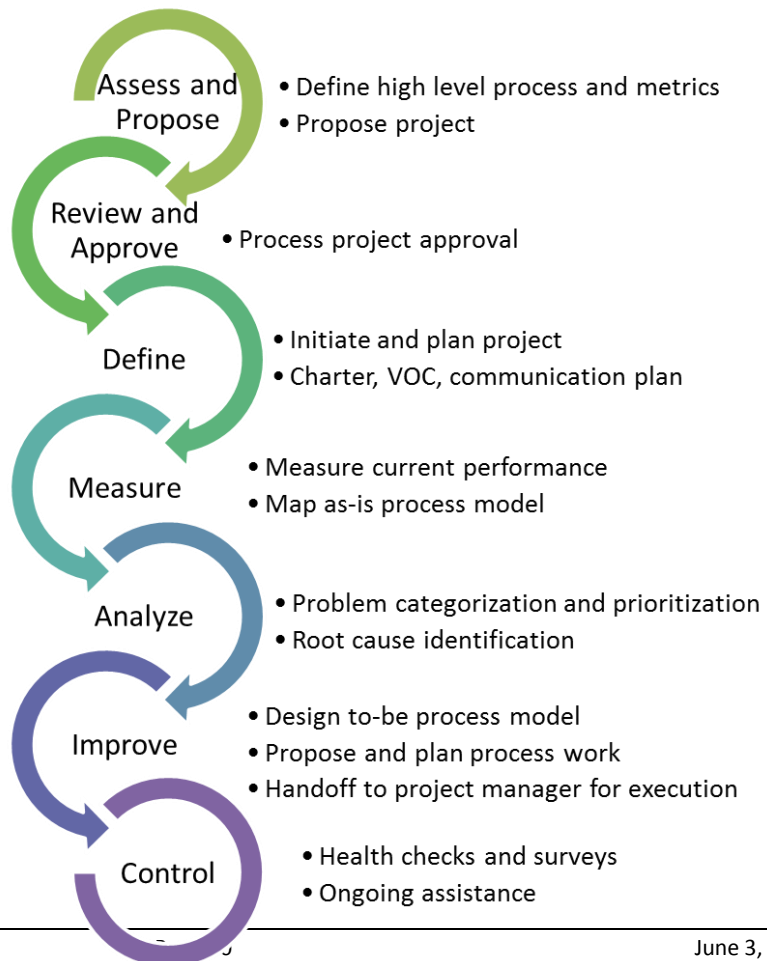 Assess and
Propose
• Define high level process and metrics
• Propose project
Review and
Approve
• Process project approval
Define
• Initiate and plan project
• Charter, VOC, communication plan
Measure
• Measure current performance
• Map as-is process model
Analyze
• Problem categorization and prioritization
• Root cause identification
Improve
• Design to-be process model
• Propose and plan process work
• Handoff to project manager for execution
Control
• Health checks and surveys
• Ongoing assistance
June 3,